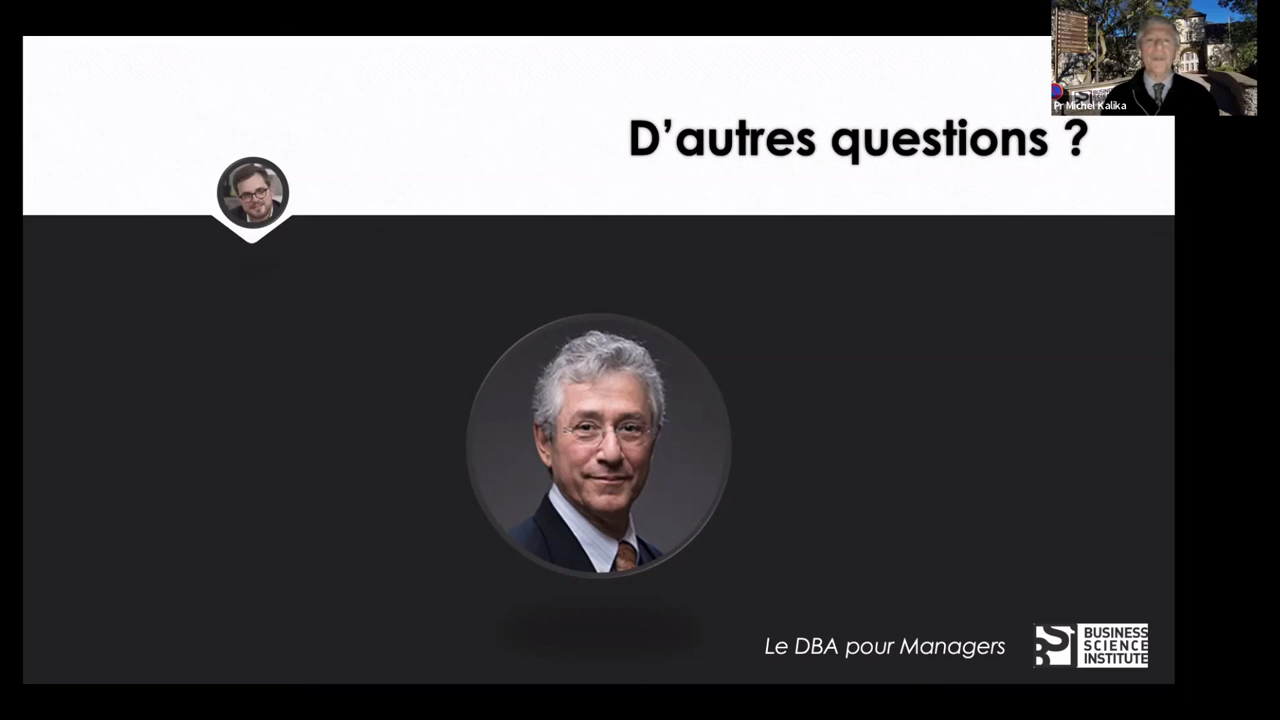 Pr Michel Kalika
D’autres questions ?
Le DBA pour Managers
BUSINESS
SCIENCE
INSTITUTE